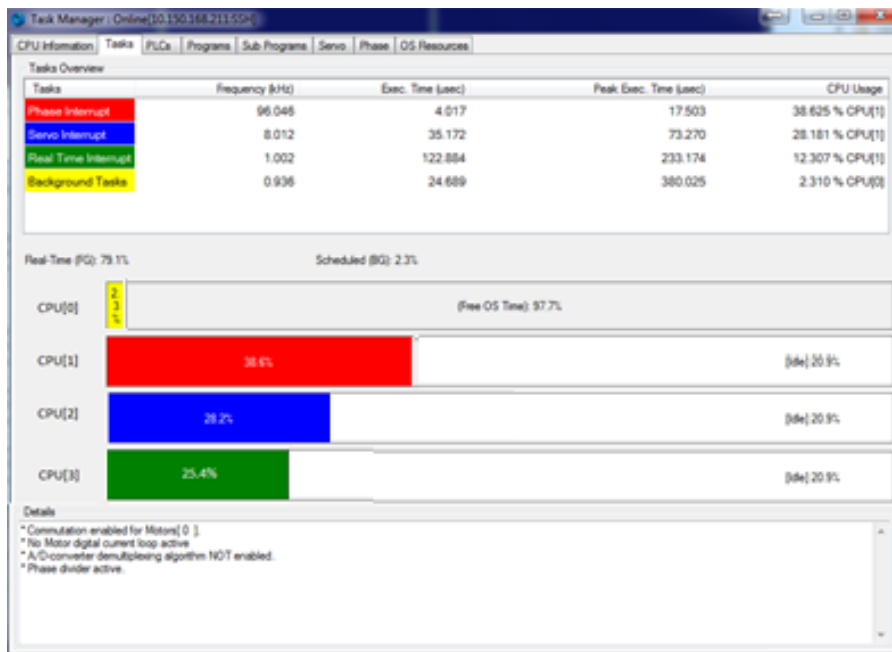 Task Manager : Online[10.150.168.211:SSH]
CPU Information Tasks PLCs Programs Sub Programs Servo Phase OS Resources
Tasks Overview
Tasks Frequency (kHz) Exec. Time (usec) Peak Exec. Time (usec) CPU Usage
Phase Interrupt 96.046 4.017 17.503 38.625 % CPU[1]
Servo Interrupt 8.012 35.172 73.270 28.181 % CPU[1]
Real Time Interrupt 1.002 122.884 233.174 12.307 % CPU[1]
Background Tasks 0.936 24.689 380.025 2.310 % CPU[0]
Real-Time (FG): 79.1% Scheduled (BG): 2.3%
CPU[0] (Free OS Time): 97.7%
CPU[1] 38.6% [Idle] 20.9%
CPU[2] 28.2% [Idle] 20.9%
CPU[3] 25.4% [Idle] 20.9%
Details
* Commutation enabled for Motors[ 0 ].
* No Motor digital current loop active
* A/D-converter demultiplexing algorithm NOT enabled.
* Phase divider active.